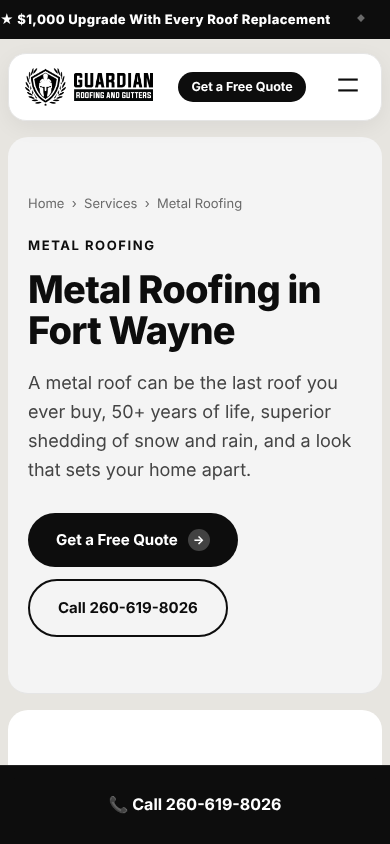 ★ $1,000 Upgrade With Every Roof Replacement ◆
GUARDIAN
ROOFING AND GUTTERS
Get a Free Quote
Home › Services › Metal Roofing
METAL ROOFING
Metal Roofing in
Fort Wayne
A metal roof can be the last roof you
ever buy, 50+ years of life, superior
shedding of snow and rain, and a look
that sets your home apart.
Get a Free Quote →
Call 260-619-8026
📞 Call 260-619-8026